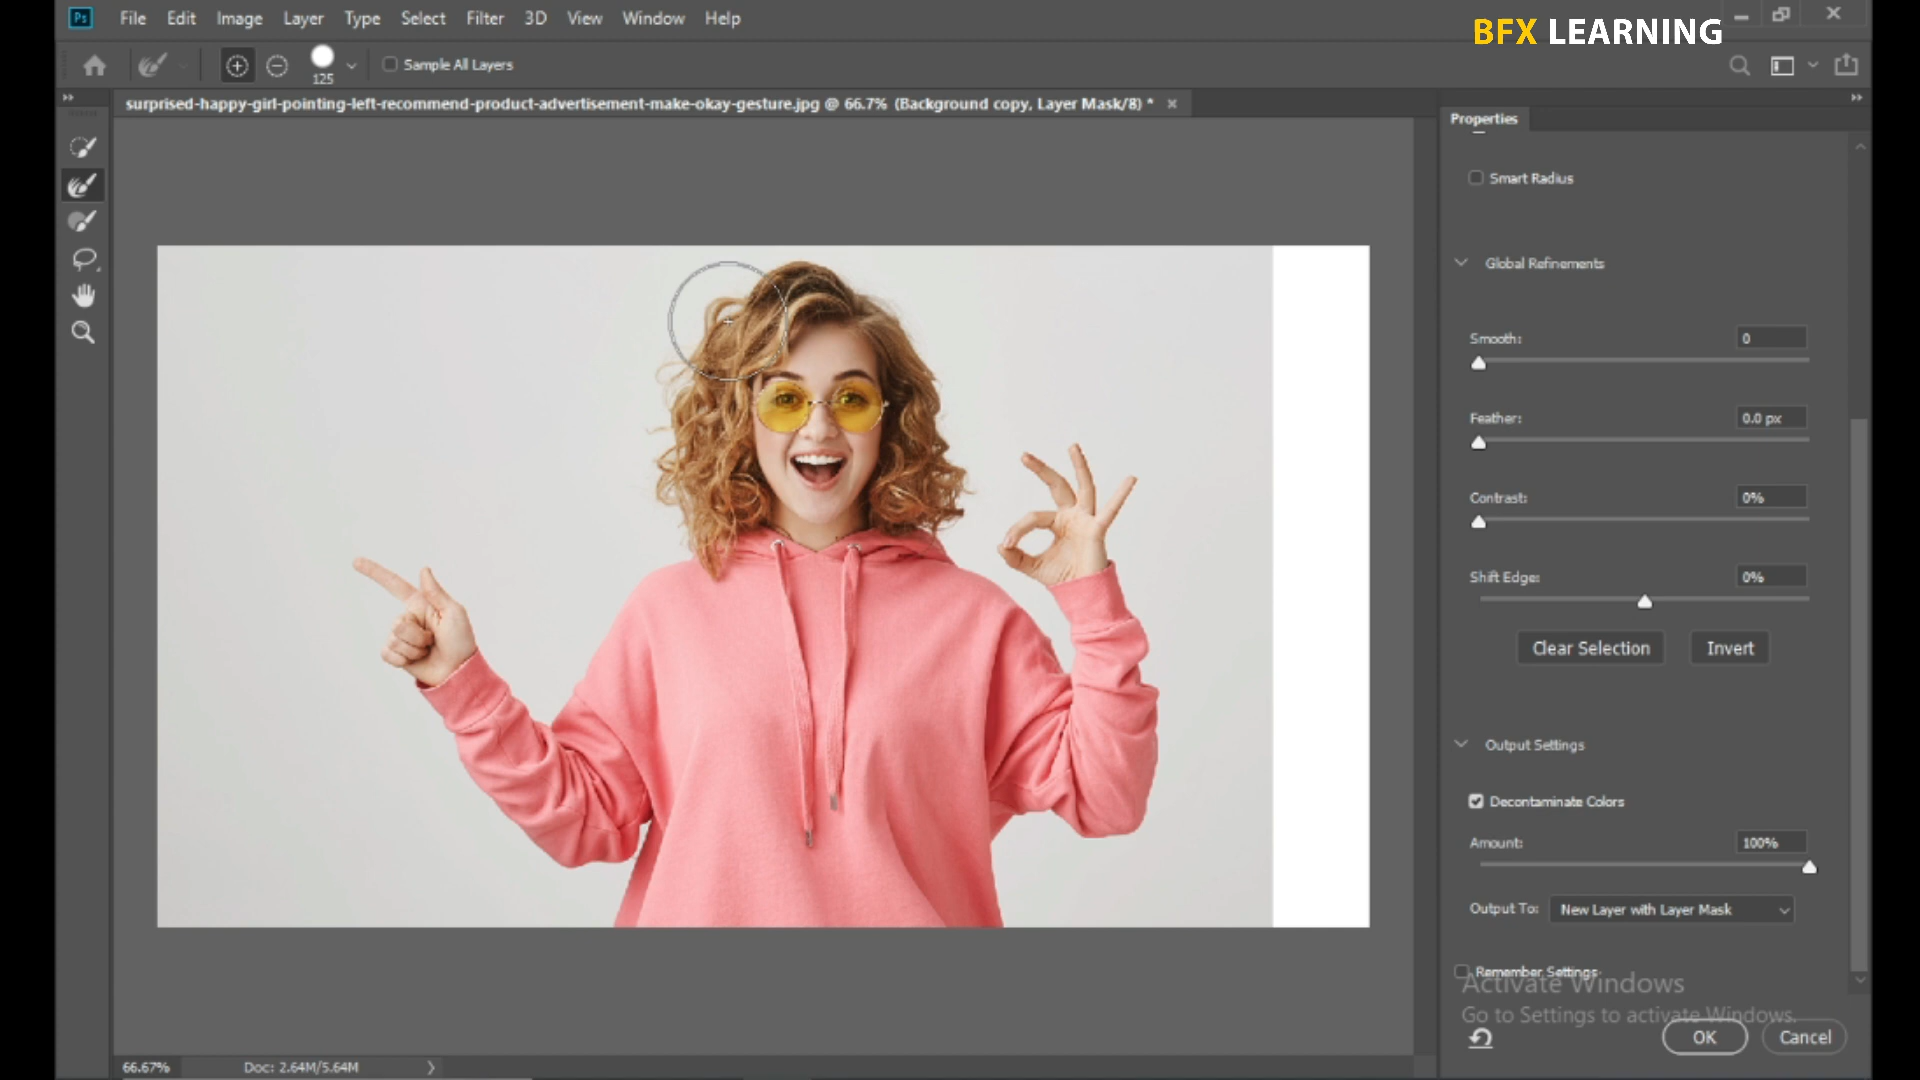 Ps File Edit Image Layer Type Select Filter 3D View Window Help
BFX LEARNING
125
Sample All Layers
surprised-happy-girl-pointing-left-recommend-product-advertisement-make-okay-gesture.jpg @ 66.7% (Background copy, Layer Mask/8) *
Properties
Smart Radius
Global Refinements
Smooth: 0
Feather: 0.0 px
Contrast: 0%
Shift Edge: 0%
Clear Selection Invert
Output Settings
Decontaminate Colors
Amount: 100%
Output To: New Layer with Layer Mask
Remember Settings
Activate Windows
Go to Settings to activate Windows.
OK Cancel
66.67% Doc: 2.64M/5.64M